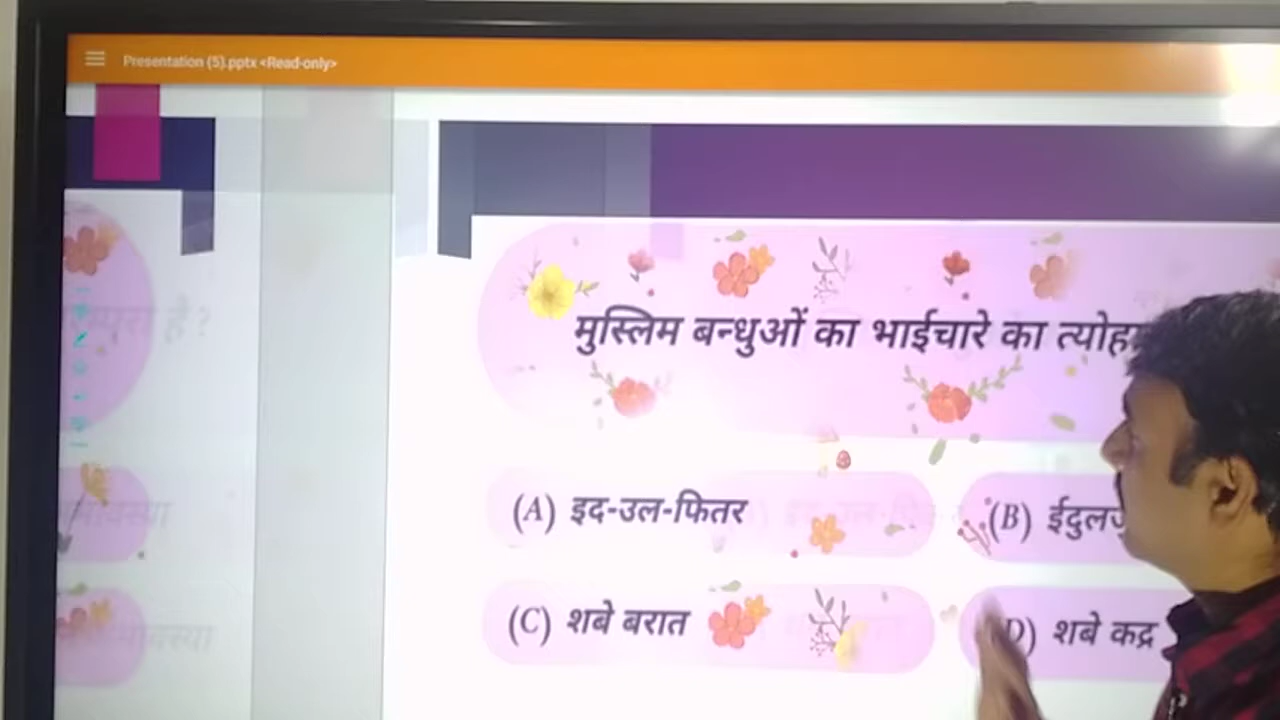 Presentation (5).pptx <Read-only>
है?
मुस्लिम बन्धुओं का भाईचारे का
(A) इद-उल-फितर
(B)
(C) शबे बरात
(D) शबे कद्र